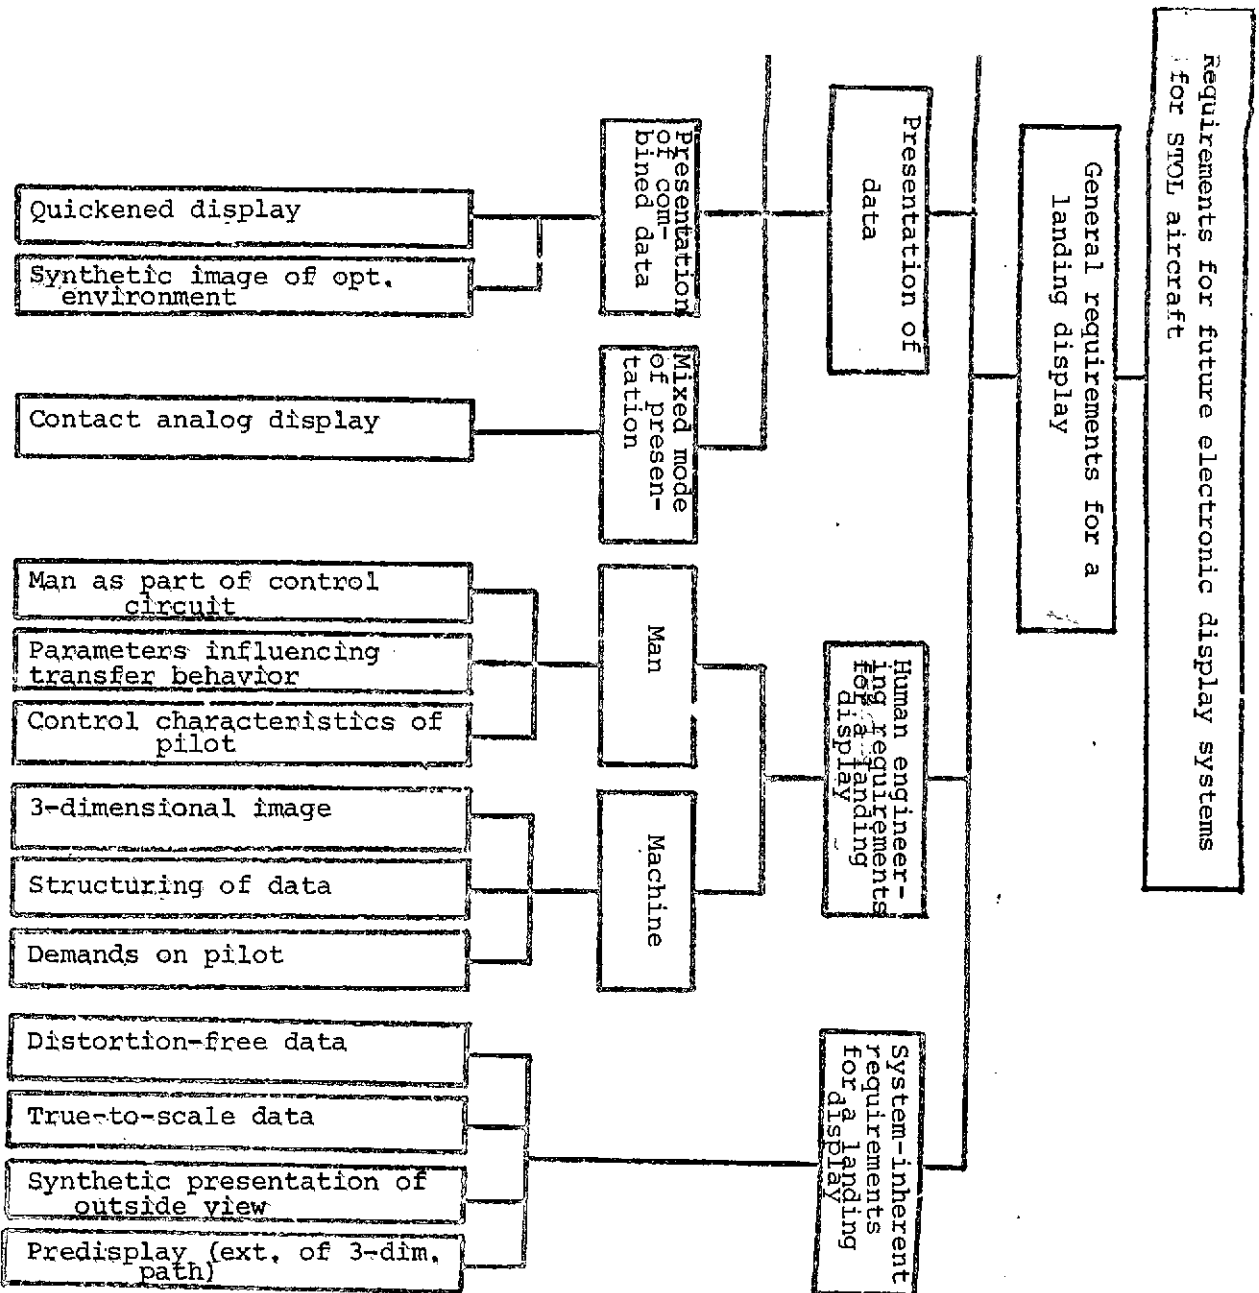 Requirements for future electronic display systems
for STOL aircraft
General requirements for a
landing display
Presentation of
data
Human engineer-
ing requirements
for a landing
display
System-inherent
requirements
for a landing
display
Presentation
of com-
bined data
Mixed mode
of presen-
tation
Man
Machine
Quickened display
Synthetic image of opt.
environment
Contact analog display
Man as part of control
circuit
Parameters influencing
transfer behavior
Control characteristics of
pilot
3-dimensional image
Structuring of data
Demands on pilot
Distortion-free data
True-to-scale data
Synthetic presentation of
outside view
Predisplay (ext. of 3-dim.
path)